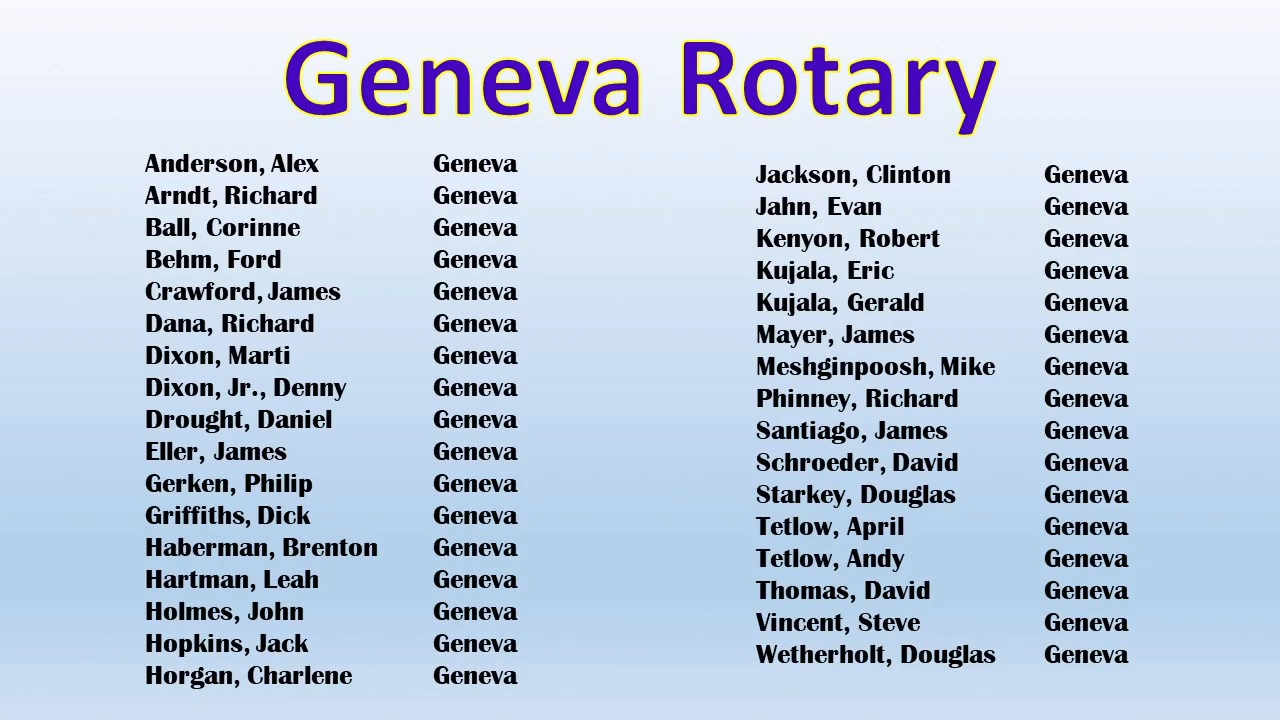 Geneva Rotary
Anderson, Alex Geneva
Arndt, Richard Geneva
Ball, Corinne Geneva
Behm, Ford Geneva
Crawford, James Geneva
Dana, Richard Geneva
Dixon, Marti Geneva
Dixon, Jr., Denny Geneva
Drought, Daniel Geneva
Eller, James Geneva
Gerken, Philip Geneva
Griffiths, Dick Geneva
Haberman, Brenton Geneva
Hartman, Leah Geneva
Holmes, John Geneva
Hopkins, Jack Geneva
Horgan, Charlene Geneva
Jackson, Clinton Geneva
Jahn, Evan Geneva
Kenyon, Robert Geneva
Kujala, Eric Geneva
Kujala, Gerald Geneva
Mayer, James Geneva
Meshginpoosh, Mike Geneva
Phinney, Richard Geneva
Santiago, James Geneva
Schroeder, David Geneva
Starkey, Douglas Geneva
Tetlow, April Geneva
Tetlow, Andy Geneva
Thomas, David Geneva
Vincent, Steve Geneva
Wetherholt, Douglas Geneva